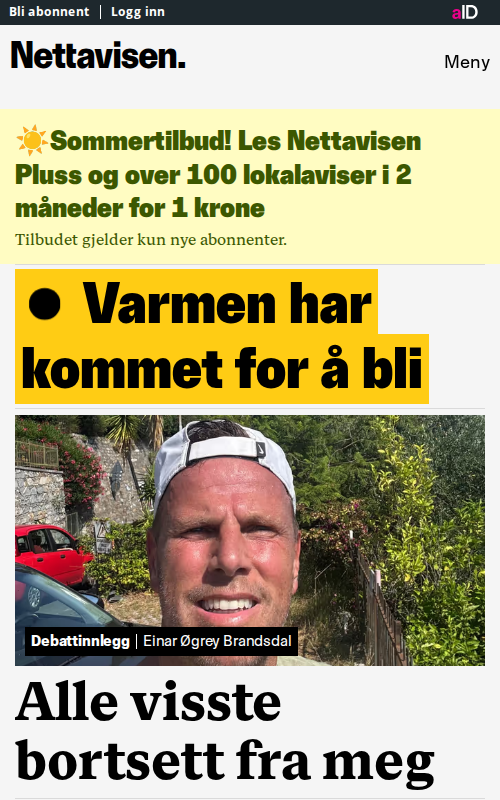 Bli abonnent | Logg inn
aID
Nettavisen.
Meny
☀️Sommertilbud! Les Nettavisen
Pluss og over 100 lokalaviser i 2
måneder for 1 krone
Tilbudet gjelder kun nye abonnenter.
● Varmen har
kommet for å bli
Debattinnlegg | Einar Øgrey Brandsdal
Alle visste
bortsett fra meg